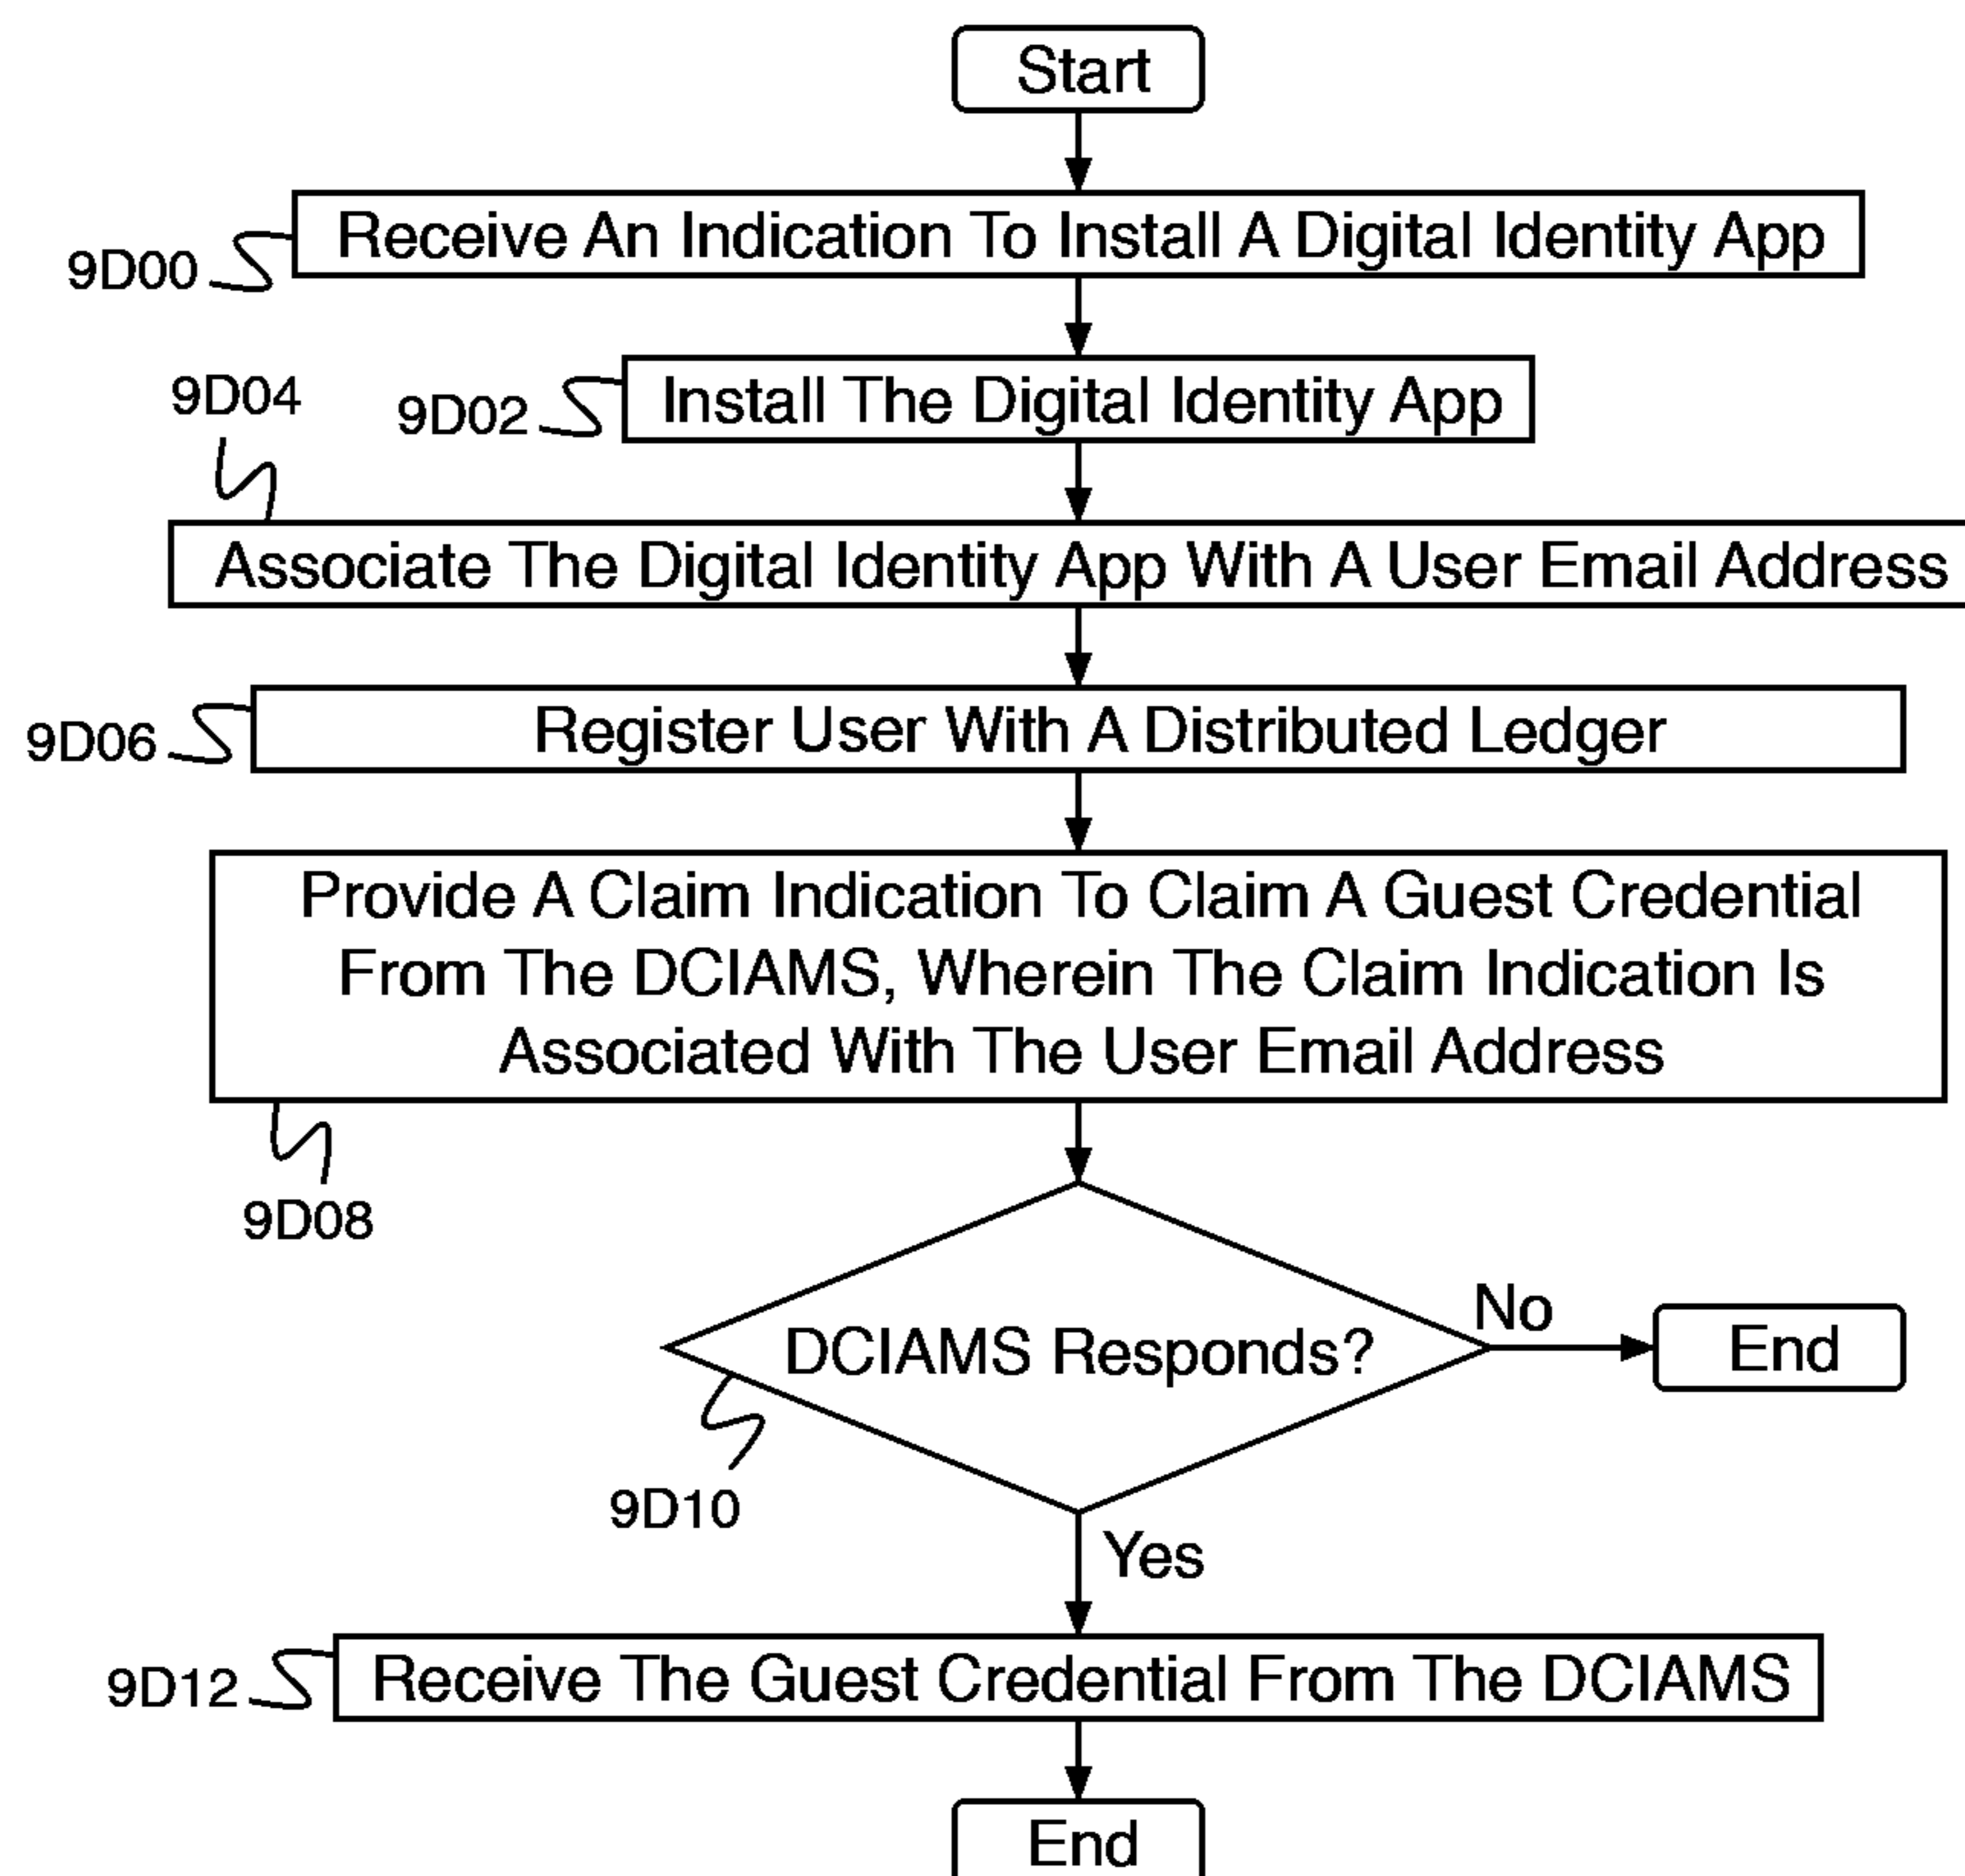 Start
9D00
Receive An Indication To Install A Digital Identity App
9D02
Install The Digital Identity App
9D04
Associate The Digital Identity App With A User Email Address
9D06
Register User With A Distributed Ledger
Provide A Claim Indication To Claim A Guest Credential
From The DCIAMS, Wherein The Claim Indication Is
Associated With The User Email Address
9D08
DCIAMS Responds?
No
End
9D10
Yes
9D12
Receive The Guest Credential From The DCIAMS
End